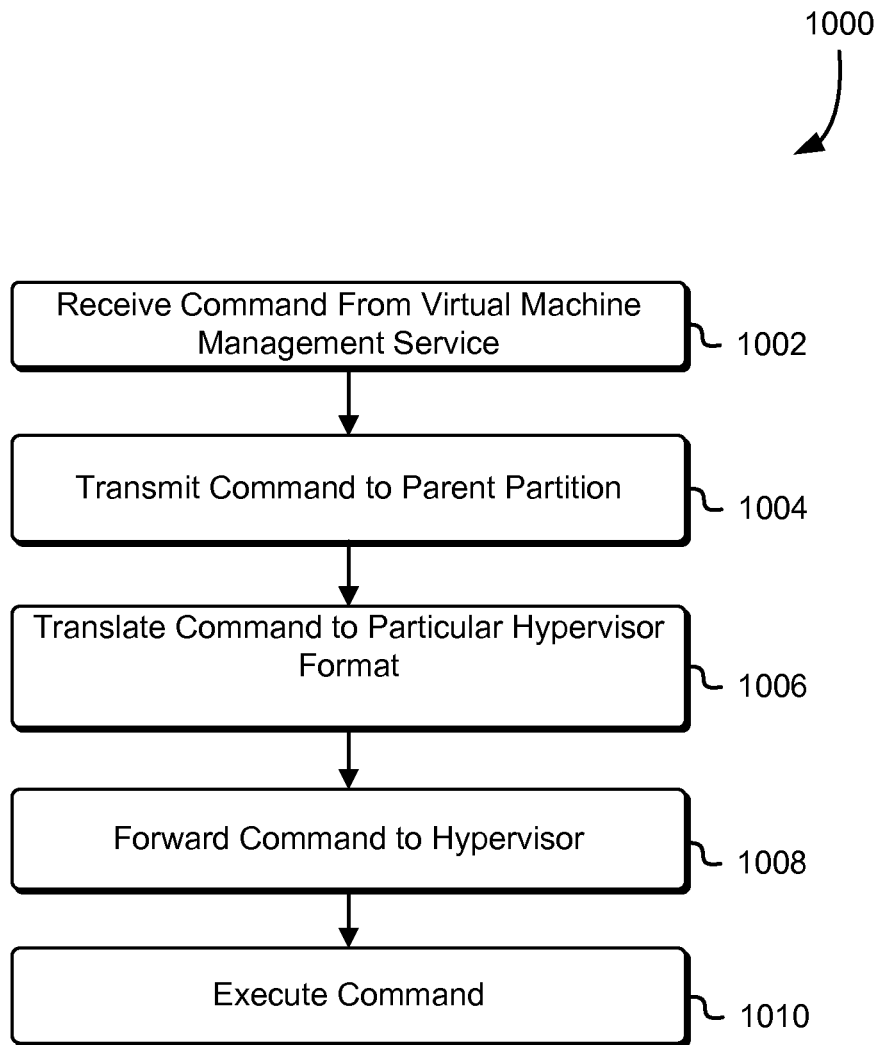 1000
Receive Command From Virtual Machine
Management Service
1002
Transmit Command to Parent Partition
1004
Translate Command to Particular Hypervisor
Format
1006
Forward Command to Hypervisor
1008
Execute Command
1010